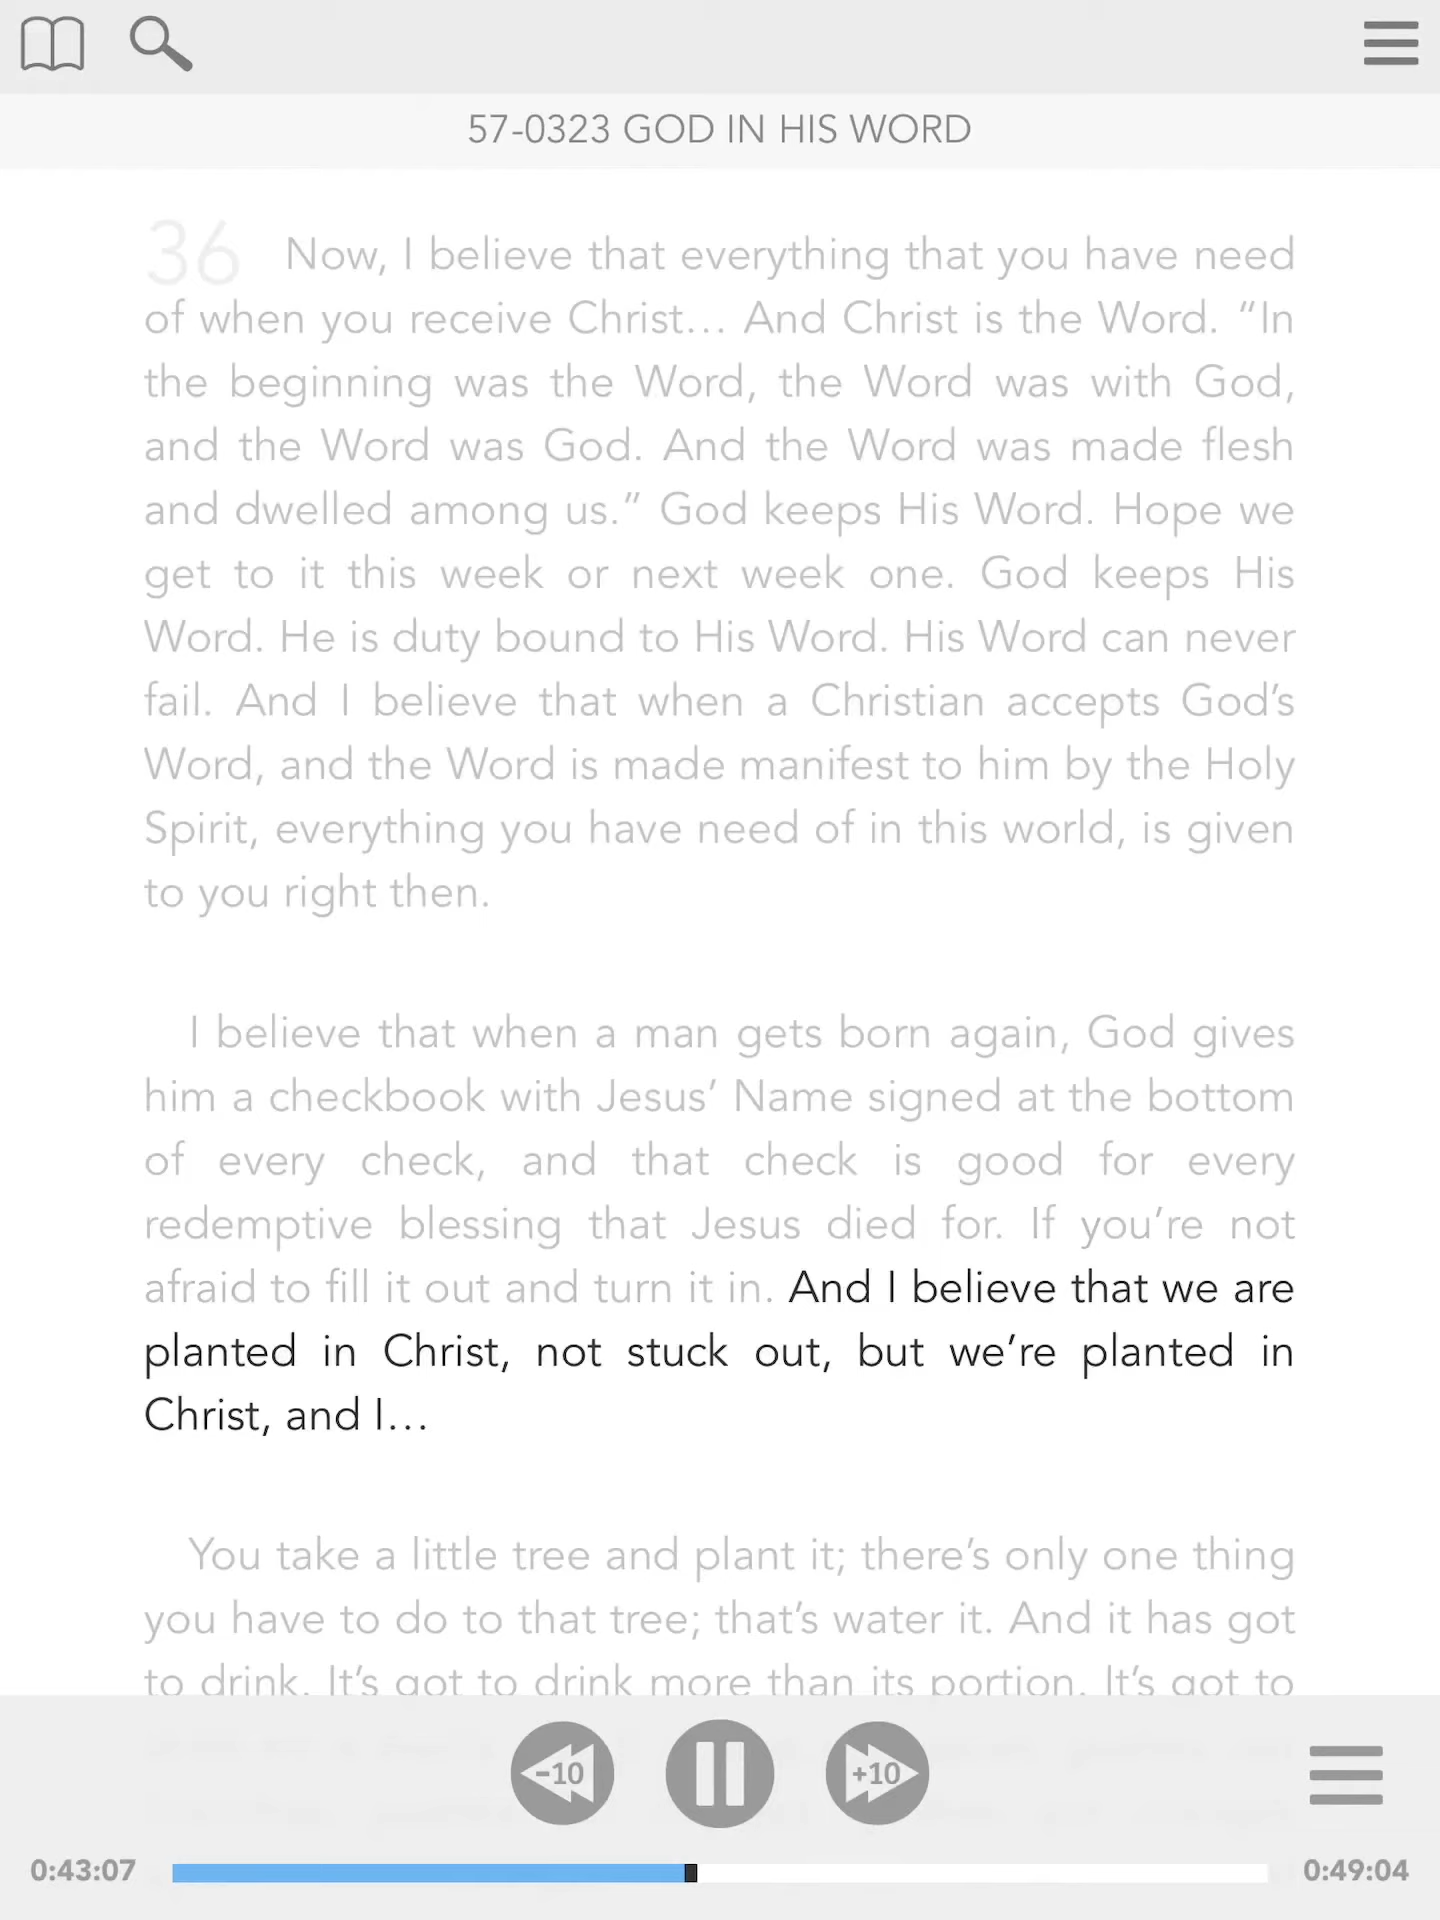 57-0323 GOD IN HIS WORD
36 Now, I believe that everything that you have need
of when you receive Christ… And Christ is the Word. “In
the beginning was the Word, the Word was with God,
and the Word was God. And the Word was made flesh
and dwelled among us.” God keeps His Word. Hope we
get to it this week or next week one. God keeps His
Word. He is duty bound to His Word. His Word can never
fail. And I believe that when a Christian accepts God’s
Word, and the Word is made manifest to him by the Holy
Spirit, everything you have need of in this world, is given
to you right then.
I believe that when a man gets born again, God gives
him a checkbook with Jesus’ Name signed at the bottom
of every check, and that check is good for every
redemptive blessing that Jesus died for. If you’re not
afraid to fill it out and turn it in. And I believe that we are
planted in Christ, not stuck out, but we’re planted in
Christ, and I…
You take a little tree and plant it; there’s only one thing
you have to do to that tree; that’s water it. And it has got
to drink. It’s got to drink more than its portion. It’s got to
-10 +10
0:43:07 0:49:04